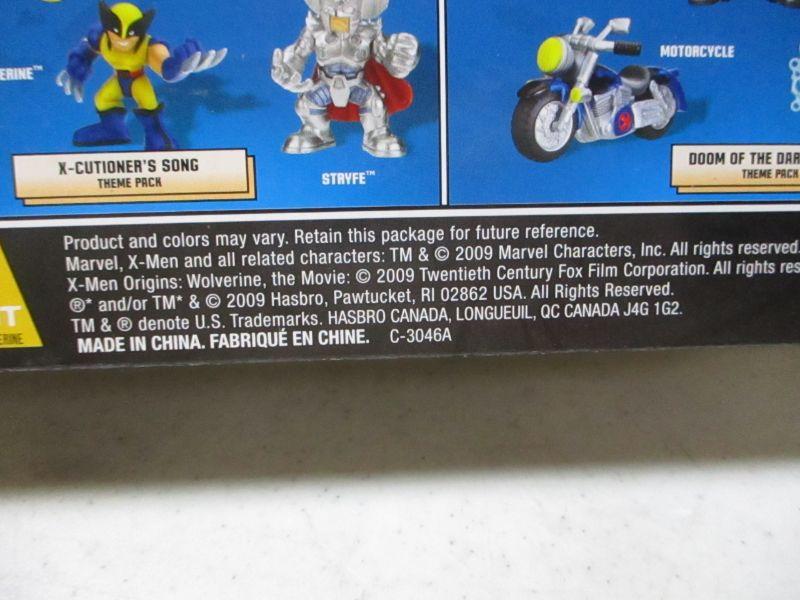 ERINE™
STRYFE™
X-CUTIONER'S SONG
THEME PACK
MOTORCYCLE
DOOM OF THE DAR
THEME PACK
Product and colors may vary. Retain this package for future reference.
Marvel, X-Men and all related characters: TM & © 2009 Marvel Characters, Inc. All rights reserved.
X-Men Origins: Wolverine, the Movie: © 2009 Twentieth Century Fox Film Corporation. All rights res
®* and/or TM* & © 2009 Hasbro, Pawtucket, RI 02862 USA. All Rights Reserved.
TM & ® denote U.S. Trademarks. HASBRO CANADA, LONGUEUIL, QC CANADA J4G 1G2.
MADE IN CHINA. FABRIQUÉ EN CHINE. C-3046A
T
ERINE